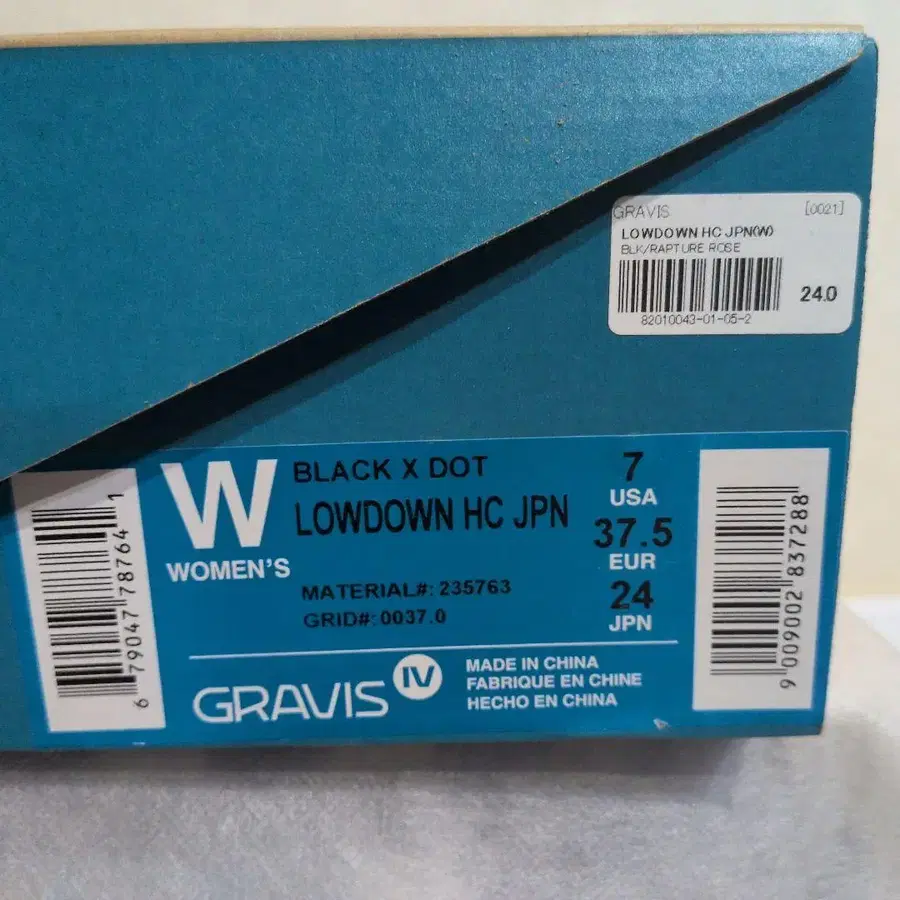 GRAVIS [0021]
LOWDOWN HC JPN(W)
BLK/RAPTURE ROSE
24.0
82010043-01-05-2
W
WOMEN'S
BLACK X DOT
LOWDOWN HC JPN
MATERIAL#: 235763
GRID#: 0037.0
7
USA
37.5
EUR
24
JPN
GRAVIS IV
MADE IN CHINA
FABRIQUE EN CHINE
HECHO EN CHINA
6 79047 78764 1
9 009002 837288